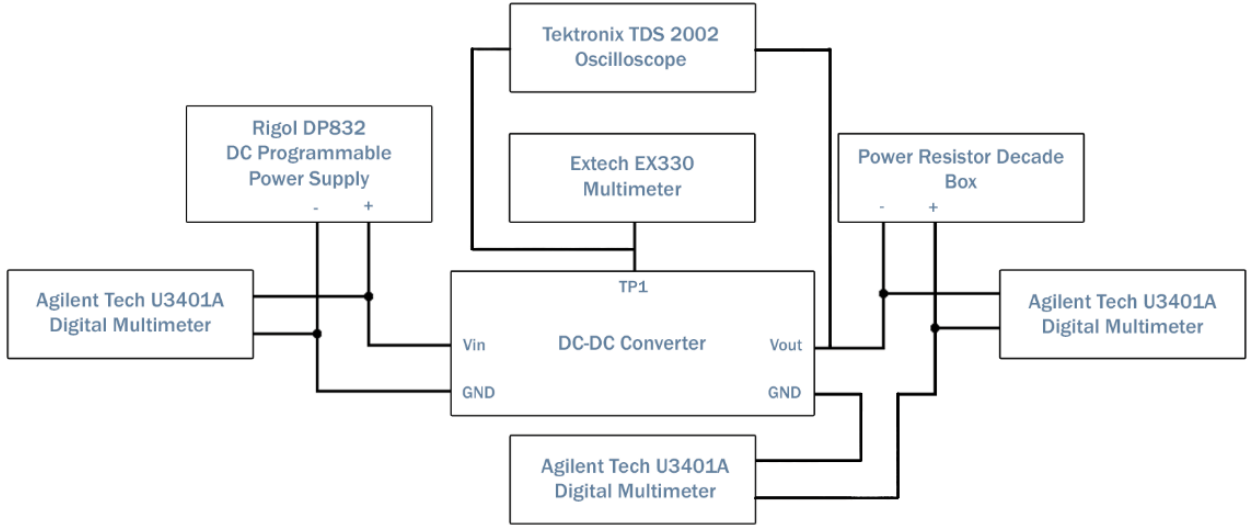 Tektronix TDS 2002
Oscilloscope
Rigol DP832
DC Programmable
Power Supply
- +
Extech EX330
Multimeter
Power Resistor Decade
Box
- +
Agilent Tech U3401A
Digital Multimeter
TP1
DC-DC Converter
Vin
GND
Vout
GND
Agilent Tech U3401A
Digital Multimeter
Agilent Tech U3401A
Digital Multimeter